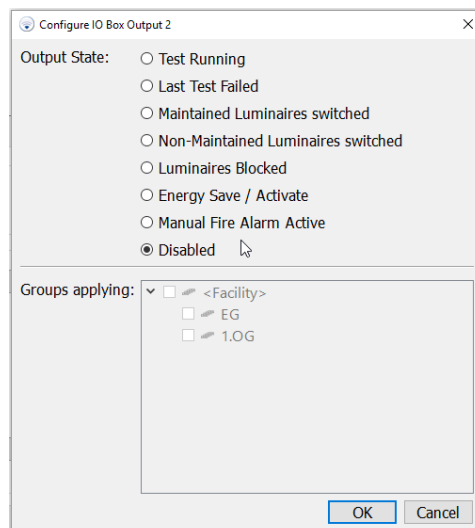 Configure IO Box Output 2
Output State:
Test Running
Last Test Failed
Maintained Luminaires switched
Non-Maintained Luminaires switched
Luminaires Blocked
Energy Save / Activate
Manual Fire Alarm Active
Disabled
Groups applying:
<Facility>
EG
1.OG
OK Cancel